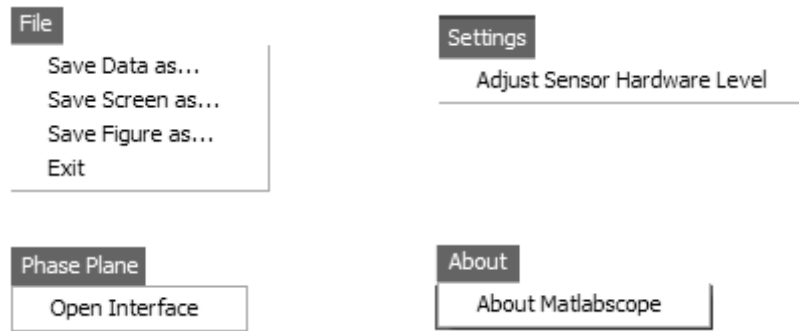 File
Save Data as...
Save Screen as...
Save Figure as...
Exit
Settings
Adjust Sensor Hardware Level
Phase Plane
Open Interface
About
About Matlabscope